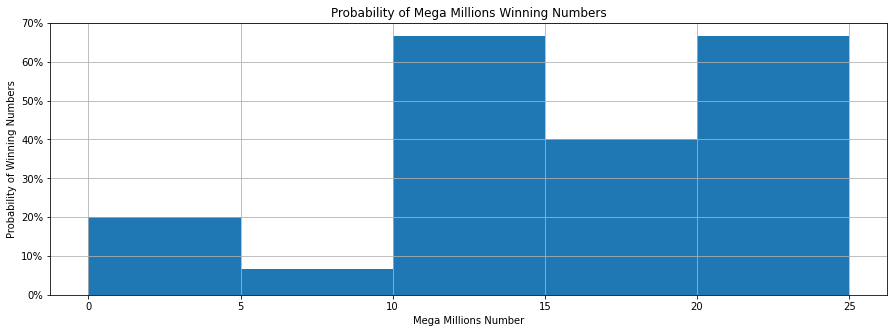 Probability of Mega Millions Winning Numbers
Probability of Winning Numbers
70%
60%
50%
40%
30%
20%
10%
0%
0 5 10 15 20 25
Mega Millions Number